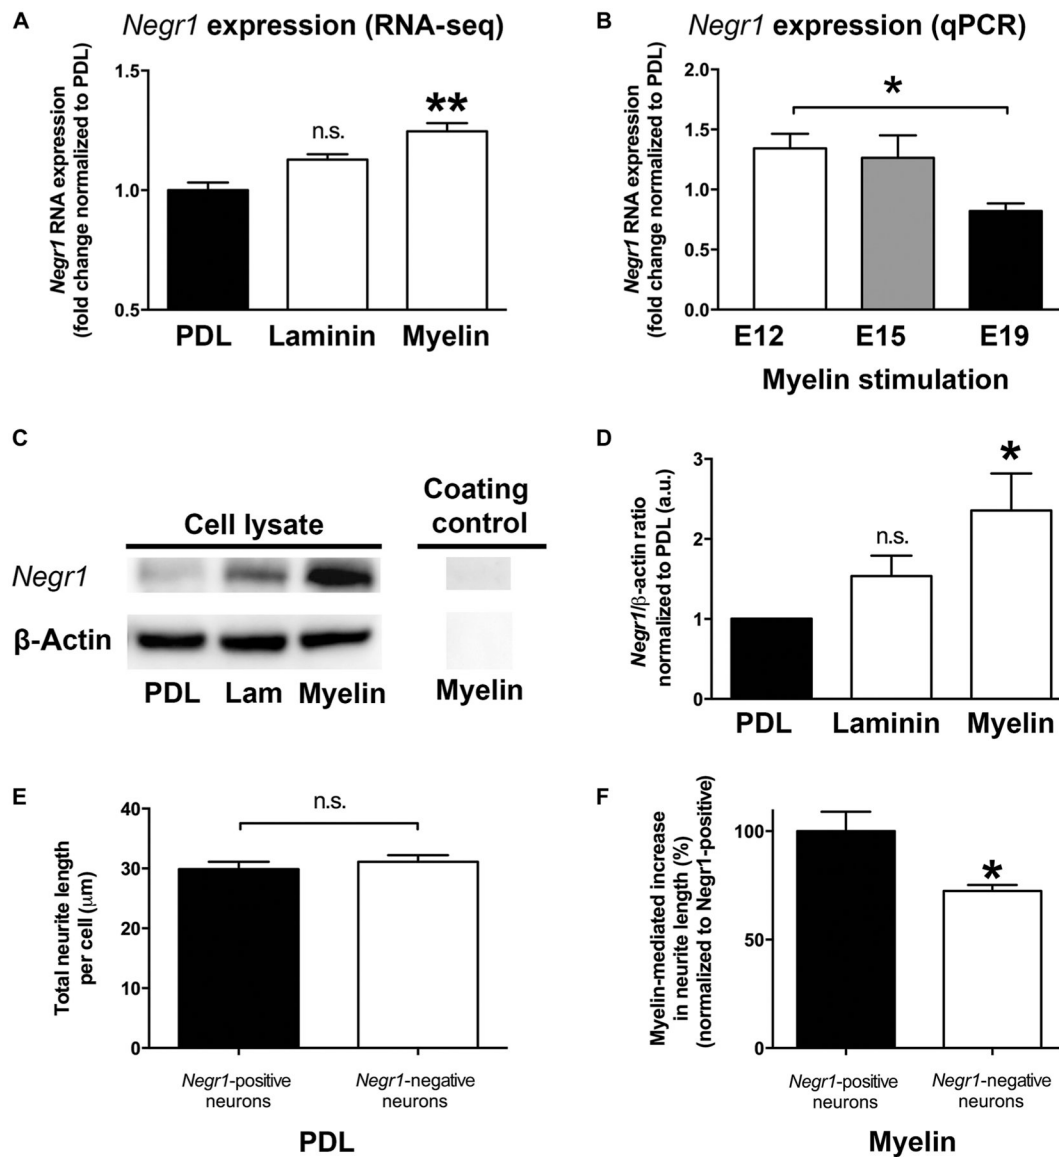 A
Negr1 expression (RNA-seq)
Negr1 RNA expression
(fold change normalized to PDL)
1.5
1.0
0.5
n.s.
**
PDL Laminin Myelin
B
Negr1 expression (qPCR)
Negr1 RNA expression
(fold change normalized to PDL)
2.0
1.5
1.0
0.5
0.0
*
E12 E15 E19
Myelin stimulation
C
Cell lysate
Coating
control
Negr1
β-Actin
PDL Lam Myelin
Myelin
D
Negr1/β-actin ratio
normalized to PDL (a.u.)
3
2
1
0
n.s.
*
PDL Laminin Myelin
E
Total neurite length
per cell (μm)
40
30
20
10
0
n.s.
Negr1-positive
neurons
Negr1-negative
neurons
PDL
F
Myelin-mediated increase
in neurite length (%)
(normalized to Negr1-positive)
100
50
0
*
Negr1-positive
neurons
Negr1-negative
neurons
Myelin